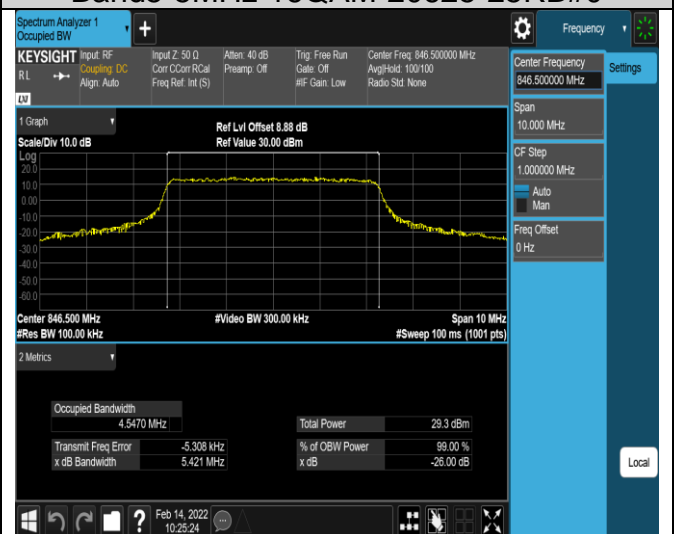 Spectrum Analyzer 1
Occupied BW
Frequency
KEYSIGHT
R L
Input: RF
Coupling: DC
Align: Auto
Input Z: 50 Ω
Corr CCorr RCal
Freq Ref: Int (S)
Atten: 40 dB
Preamp: Off
Trig: Free Run
Gate: Off
#IF Gain: Low
Center Freq: 846.500000 MHz
Avg|Hold: 100/100
Radio Std: None
Center Frequency
846.500000 MHz
Settings
Span
10.000 MHz
CF Step
1.000000 MHz
Auto
Man
Freq Offset
0 Hz
1 Graph
Scale/Div 10.0 dB
Ref Lvl Offset 8.88 dB
Ref Value 30.00 dBm
Log
20.0
10.0
0.00
-10.0
-20.0
-30.0
-40.0
-50.0
-60.0
Center 846.500 MHz
#Res BW 100.00 kHz
#Video BW 300.00 kHz
Span 10 MHz
#Sweep 100 ms (1001 pts)
2 Metrics
Occupied Bandwidth
4.5470 MHz
Total Power 29.3 dBm
Transmit Freq Error -5.308 kHz
% of OBW Power 99.00 %
x dB Bandwidth 5.421 MHz
x dB -26.00 dB
Local
?
Feb 14, 2022
10:25:24